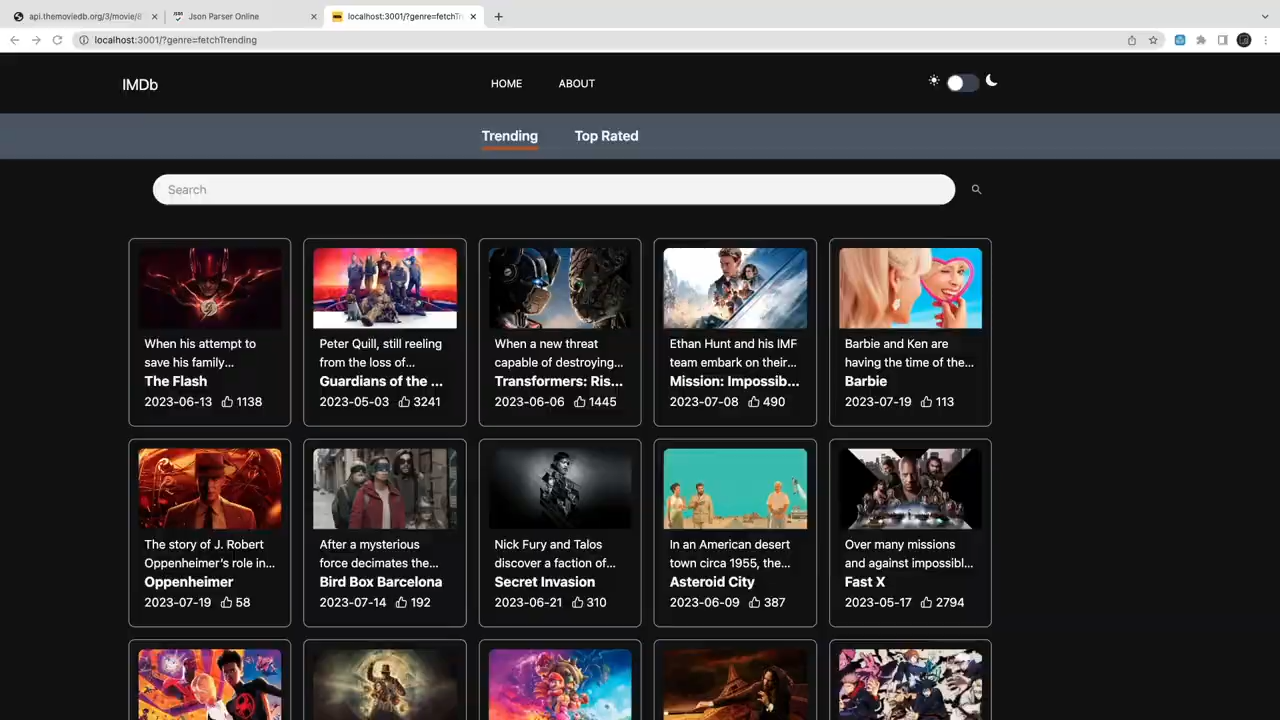 api.themoviedb.org/3/movie/8
Json Parser Online
localhost:3001/?genre=fetchTr
localhost:3001/?genre=fetchTrending
IMDb
HOME
ABOUT
Trending
Top Rated
Search
When his attempt to
save his family...
The Flash
2023-06-13 1138
Peter Quill, still reeling
from the loss of...
Guardians of the ...
2023-05-03 3241
When a new threat
capable of destroying...
Transformers: Ris...
2023-06-06 1445
Ethan Hunt and his IMF
team embark on their...
Mission: Impossib...
2023-07-08 490
Barbie and Ken are
having the time of the...
Barbie
2023-07-19 113
The story of J. Robert
Oppenheimer's role in...
Oppenheimer
2023-07-19 58
After a mysterious
force decimates the...
Bird Box Barcelona
2023-07-14 192
Nick Fury and Talos
discover a faction of...
Secret Invasion
2023-06-21 310
In an American desert
town circa 1955, the...
Asteroid City
2023-06-09 387
Over many missions
and against impossibl...
Fast X
2023-05-17 2794